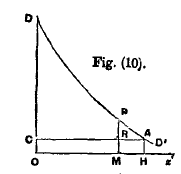 D
Fig. (10).
P
C R A
D'
O M H x'